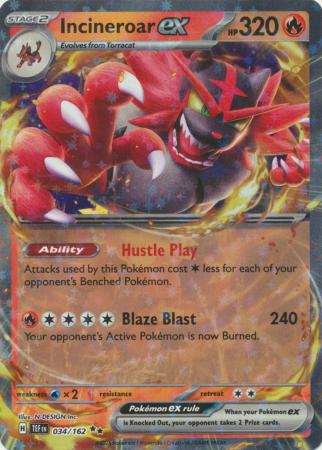 STAGE2 Incineroar ex HP 320
Evolves from Torracat
Ability Hustle Play
Attacks used by this Pokémon cost less for each of your
opponent's Benched Pokémon.
Blaze Blast 240
Your opponent's Active Pokémon is now Burned.
weakness ×2 resistance retreat
Illus. N-DESIGN Inc.
Pokémon ex rule When your Pokémon ex
is Knocked Out, your opponent takes 2 Prize cards.
H TEF EN 034/162